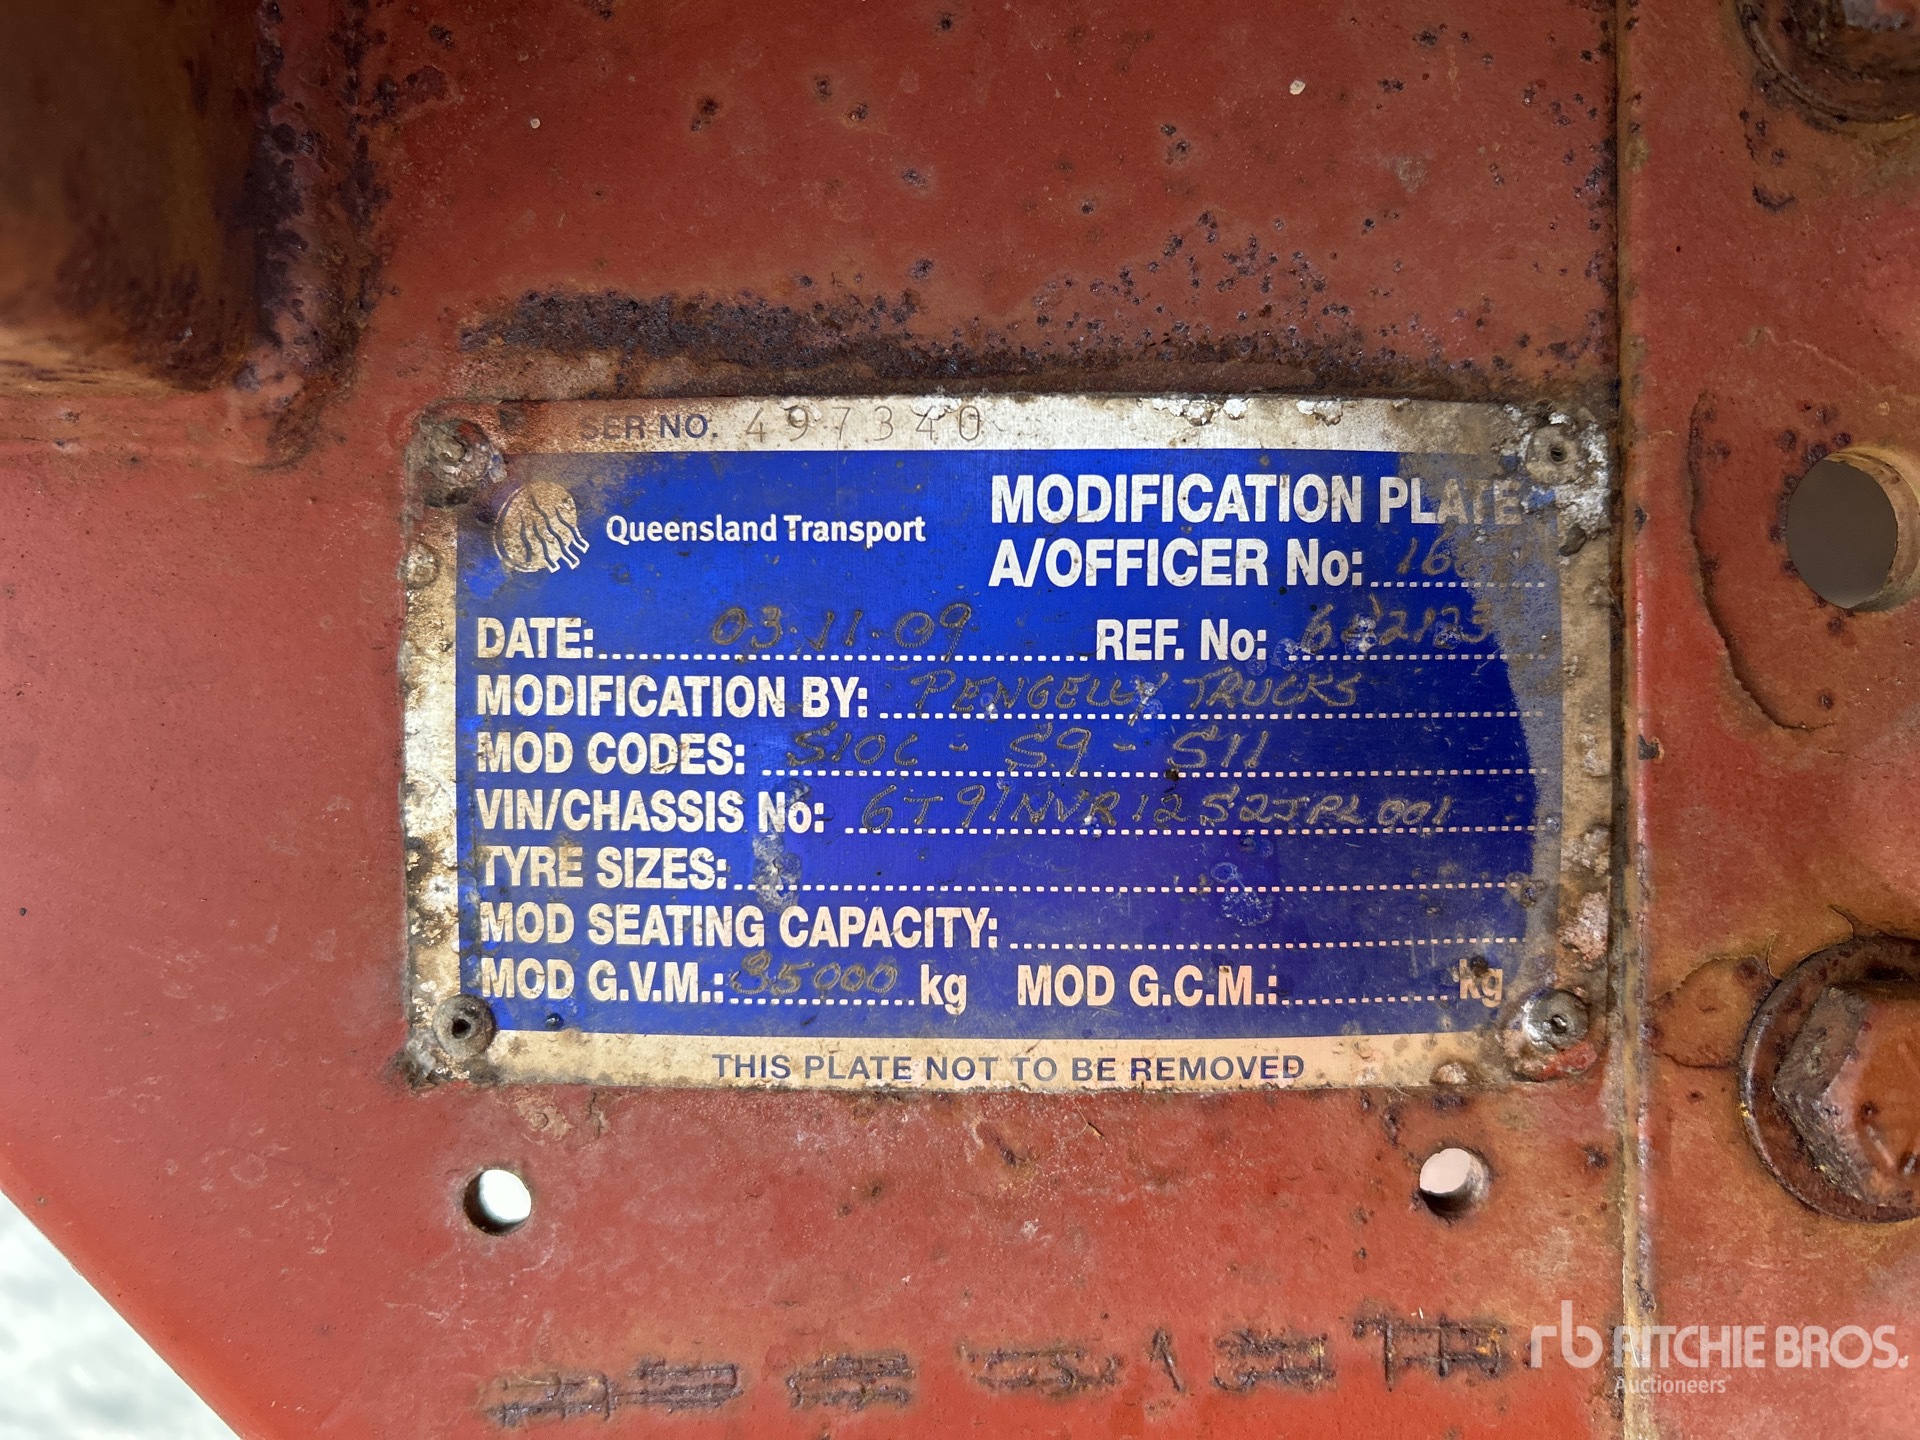 SER NO. 497340
Queensland Transport
MODIFICATION PLATE
A/OFFICER No:
DATE: 03.11.09 REF. No:
MODIFICATION BY: PENGELLY TRUCKS
MOD CODES: S10C - S9 - S11
VIN/CHASSIS No: 6T91NVR12S2JPL001
TYRE SIZES:
MOD SEATING CAPACITY:
MOD G.V.M.: 35000 kg MOD G.C.M.: kg
THIS PLATE NOT TO BE REMOVED
rb RITCHIE BROS.
Auctioneers